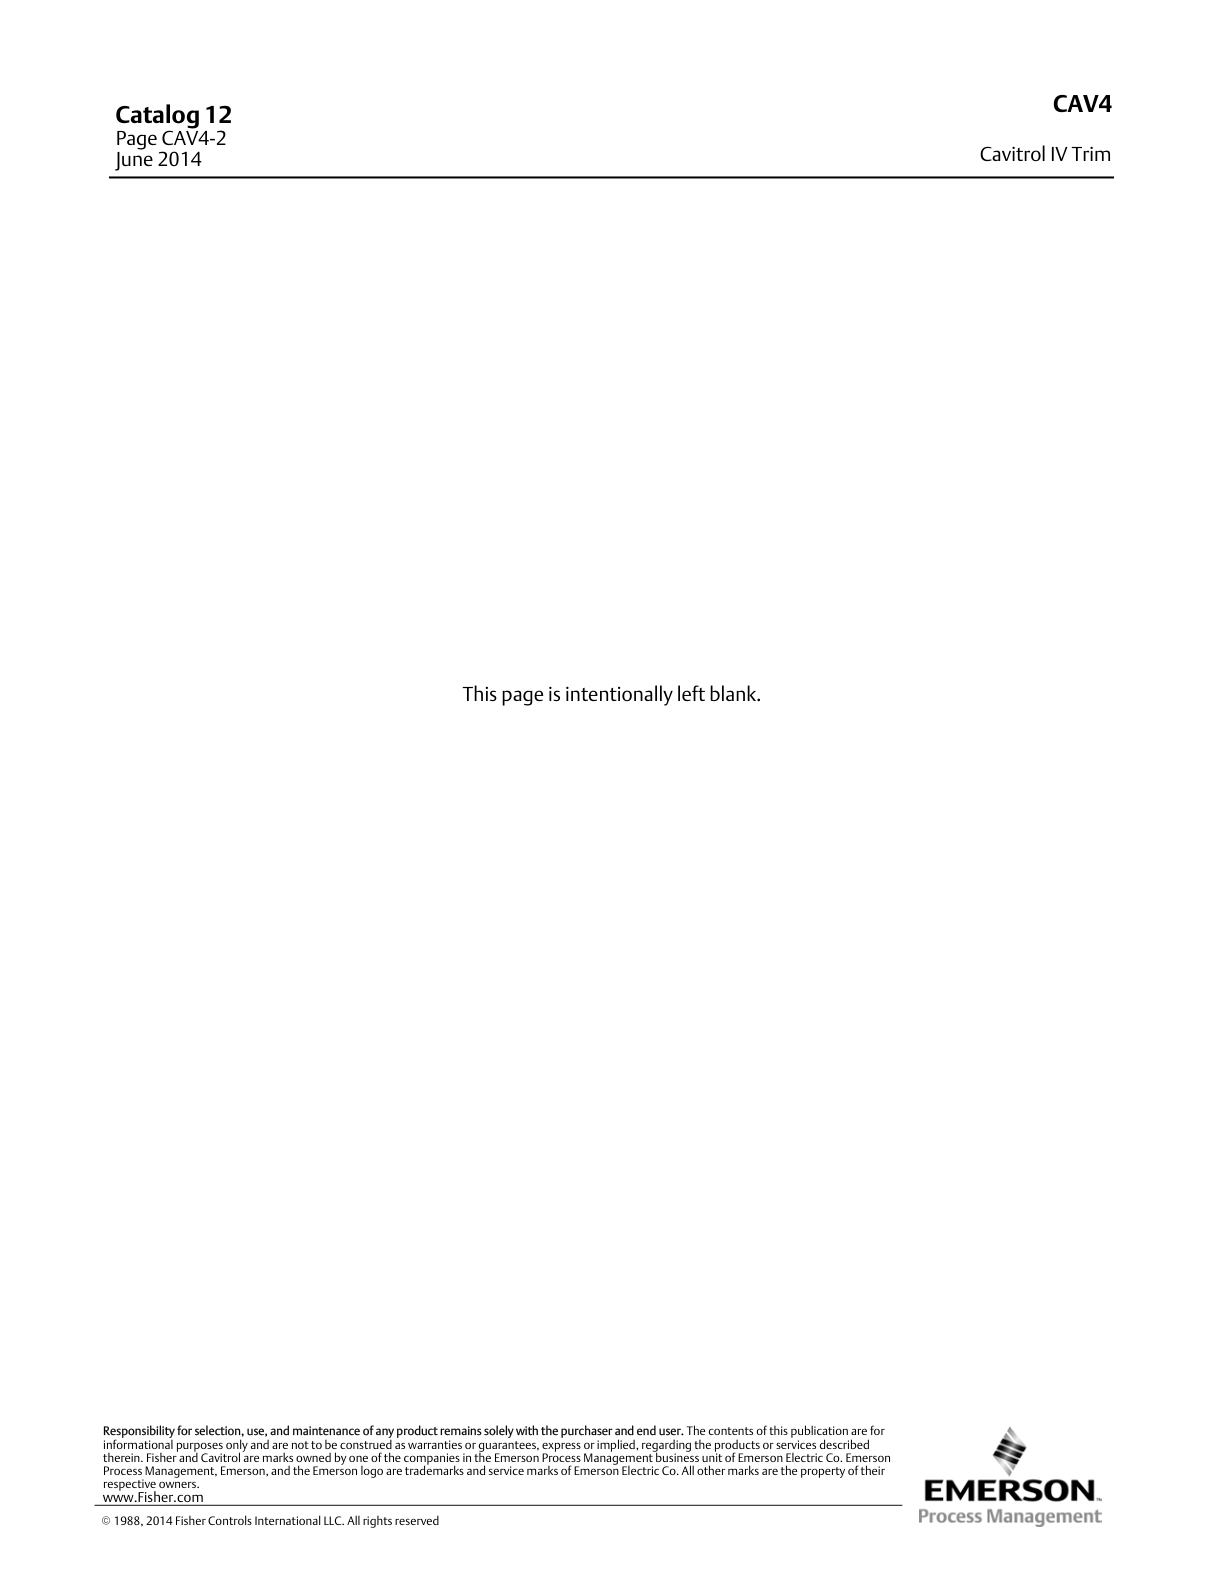 Catalog 12
Page CAV4-2
June 2014
CAV4
Cavitrol IV Trim
This page is intentionally left blank.
Responsibility for selection, use, and maintenance of any product remains solely with the purchaser and end user. The contents of this publication are for
informational purposes only and are not to be construed as warranties or guarantees, express or implied, regarding the products or services described
therein. Fisher and Cavitrol are marks owned by one of the companies in the Emerson Process Management business unit of Emerson Electric Co. Emerson
Process Management, Emerson, and the Emerson logo are trademarks and service marks of Emerson Electric Co. All other marks are the property of their
respective owners.
www.Fisher.com
© 1988, 2014 Fisher Controls International LLC. All rights reserved
EMERSON™
Process Management